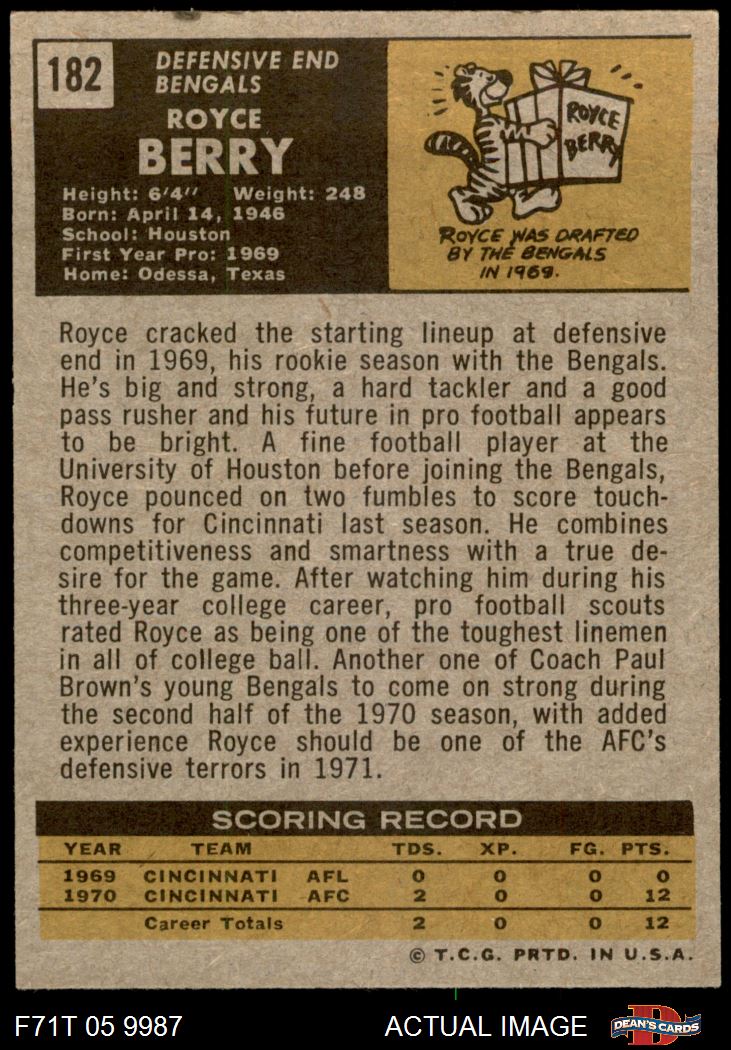 182
DEFENSIVE END
BENGALS
ROYCE
BERRY
Height: 6'4" Weight: 248
Born: April 14, 1946
School: Houston
First Year Pro: 1969
Home: Odessa, Texas
ROYCE
BERRY
ROYCE WAS DRAFTED
BY THE BENGALS
IN 1969.
Royce cracked the starting lineup at defensive
end in 1969, his rookie season with the Bengals.
He's big and strong, a hard tackler and a good
pass rusher and his future in pro football appears
to be bright. A fine football player at the
University of Houston before joining the Bengals,
Royce pounced on two fumbles to score touch-
downs for Cincinnati last season. He combines
competitiveness and smartness with a true de-
sire for the game. After watching him during his
three-year college career, pro football scouts
rated Royce as being one of the toughest linemen
in all of college ball. Another one of Coach Paul
Brown's young Bengals to come on strong during
the second half of the 1970 season, with added
experience Royce should be one of the AFC's
defensive terrors in 1971.
SCORING RECORD
YEAR TEAM TDS. XP. FG. PTS.
1969 CINCINNATI AFL 0 0 0 0
1970 CINCINNATI AFC 2 0 0 12
Career Totals 2 0 0 12
© T.C.G. PRTD. IN U.S.A.
F71T 05 9987 ACTUAL IMAGE D DEAN'S CARDS